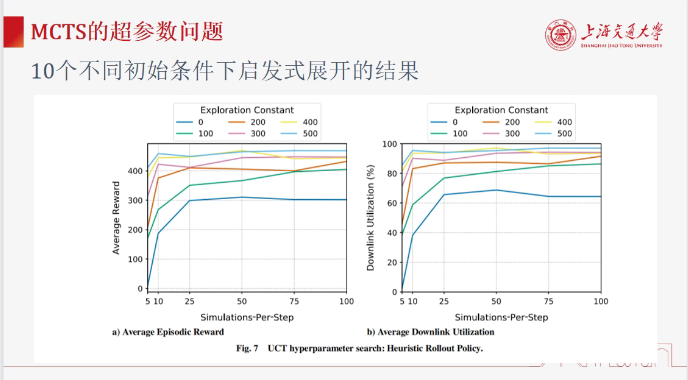 MCTS的超参数问题
上海交通大学
SHANGHAI JIAO TONG UNIVERSITY
10个不同初始条件下启发式展开的结果
Exploration Constant
0 200 400
100 300 500
Average Reward
400
300
200
100
0
5 10 25 50 75 100
Simulations-Per-Step
a) Average Episodic Reward
Exploration Constant
0 200 400
100 300 500
Downlink Utilization (%)
100
80
60
40
20
0
5 10 25 50 75 100
Simulations-Per-Step
b) Average Downlink Utilization
Fig. 7 UCT hyperparameter search: Heuristic Rollout Policy.